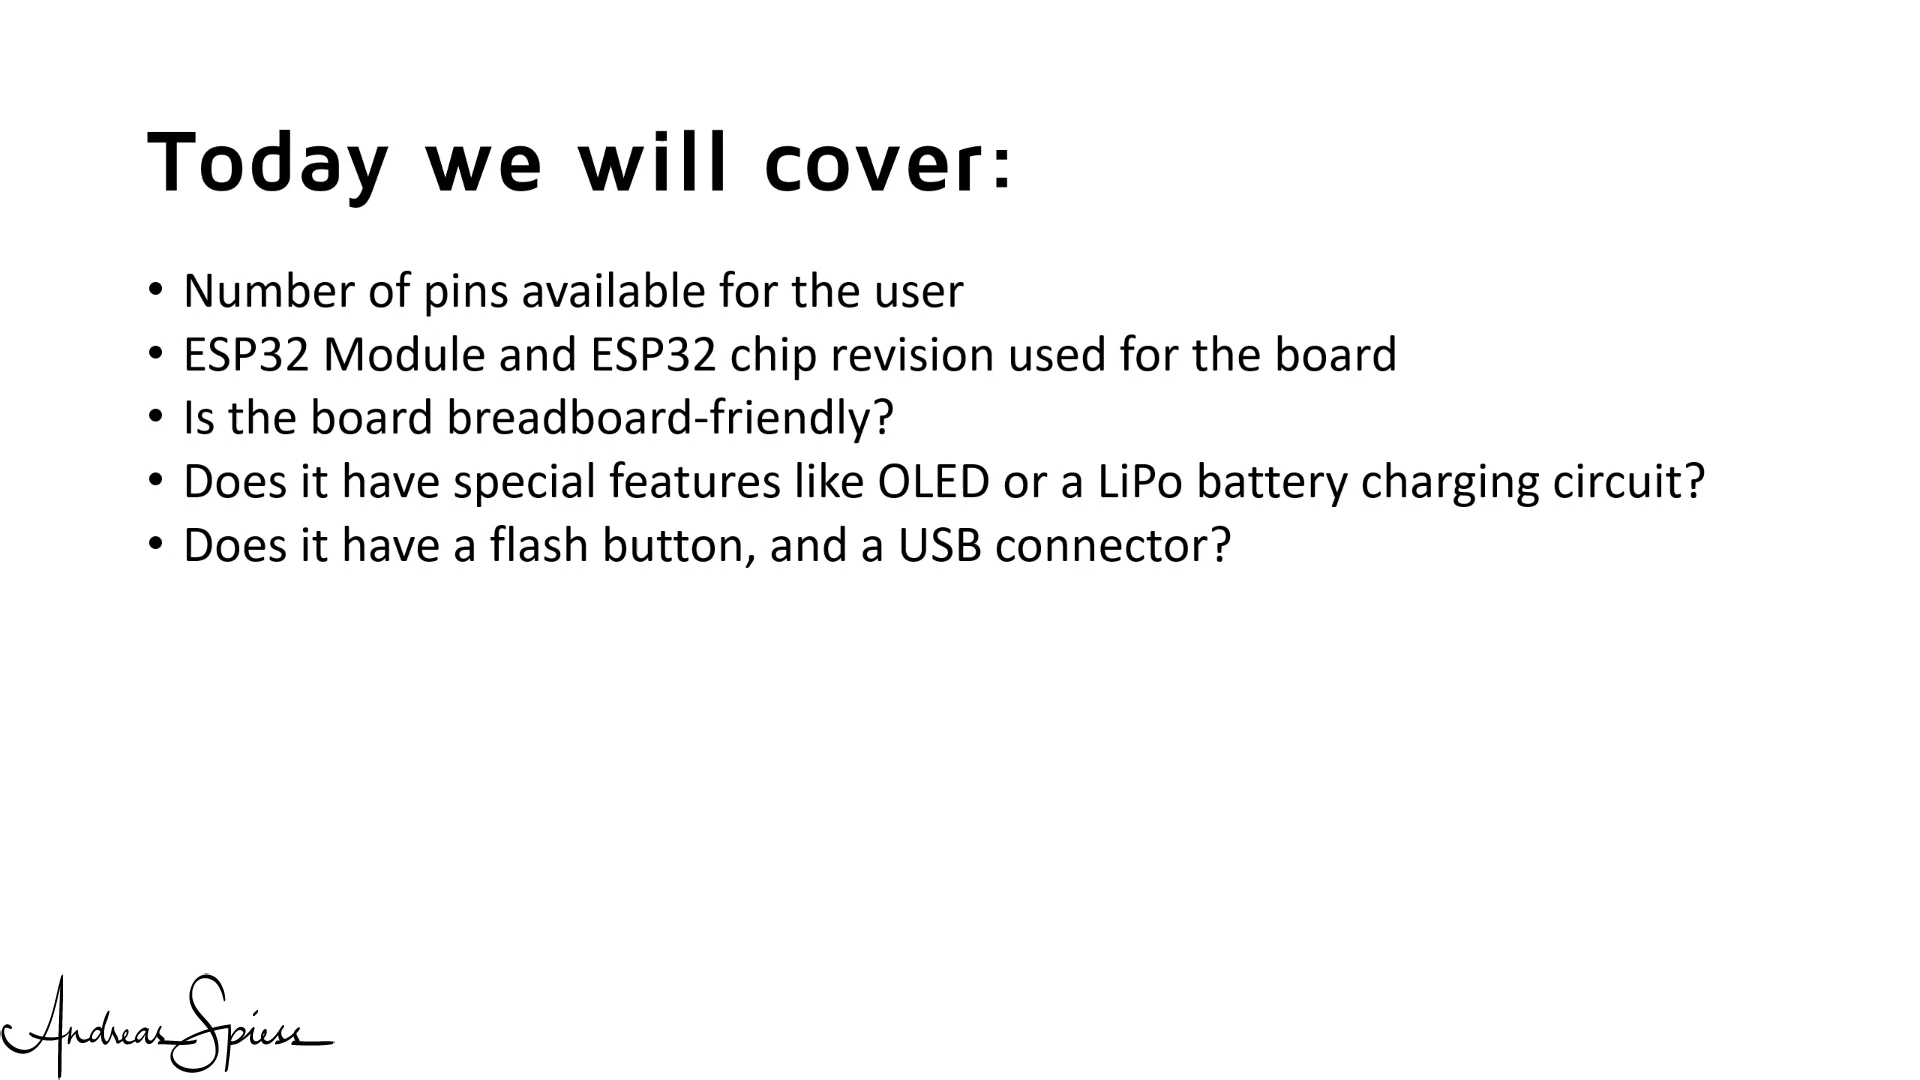 Today we will cover:
• Number of pins available for the user
• ESP32 Module and ESP32 chip revision used for the board
• Is the board breadboard-friendly?
• Does it have special features like OLED or a LiPo battery charging circuit?
• Does it have a flash button, and a USB connector?
Andreas Spiess